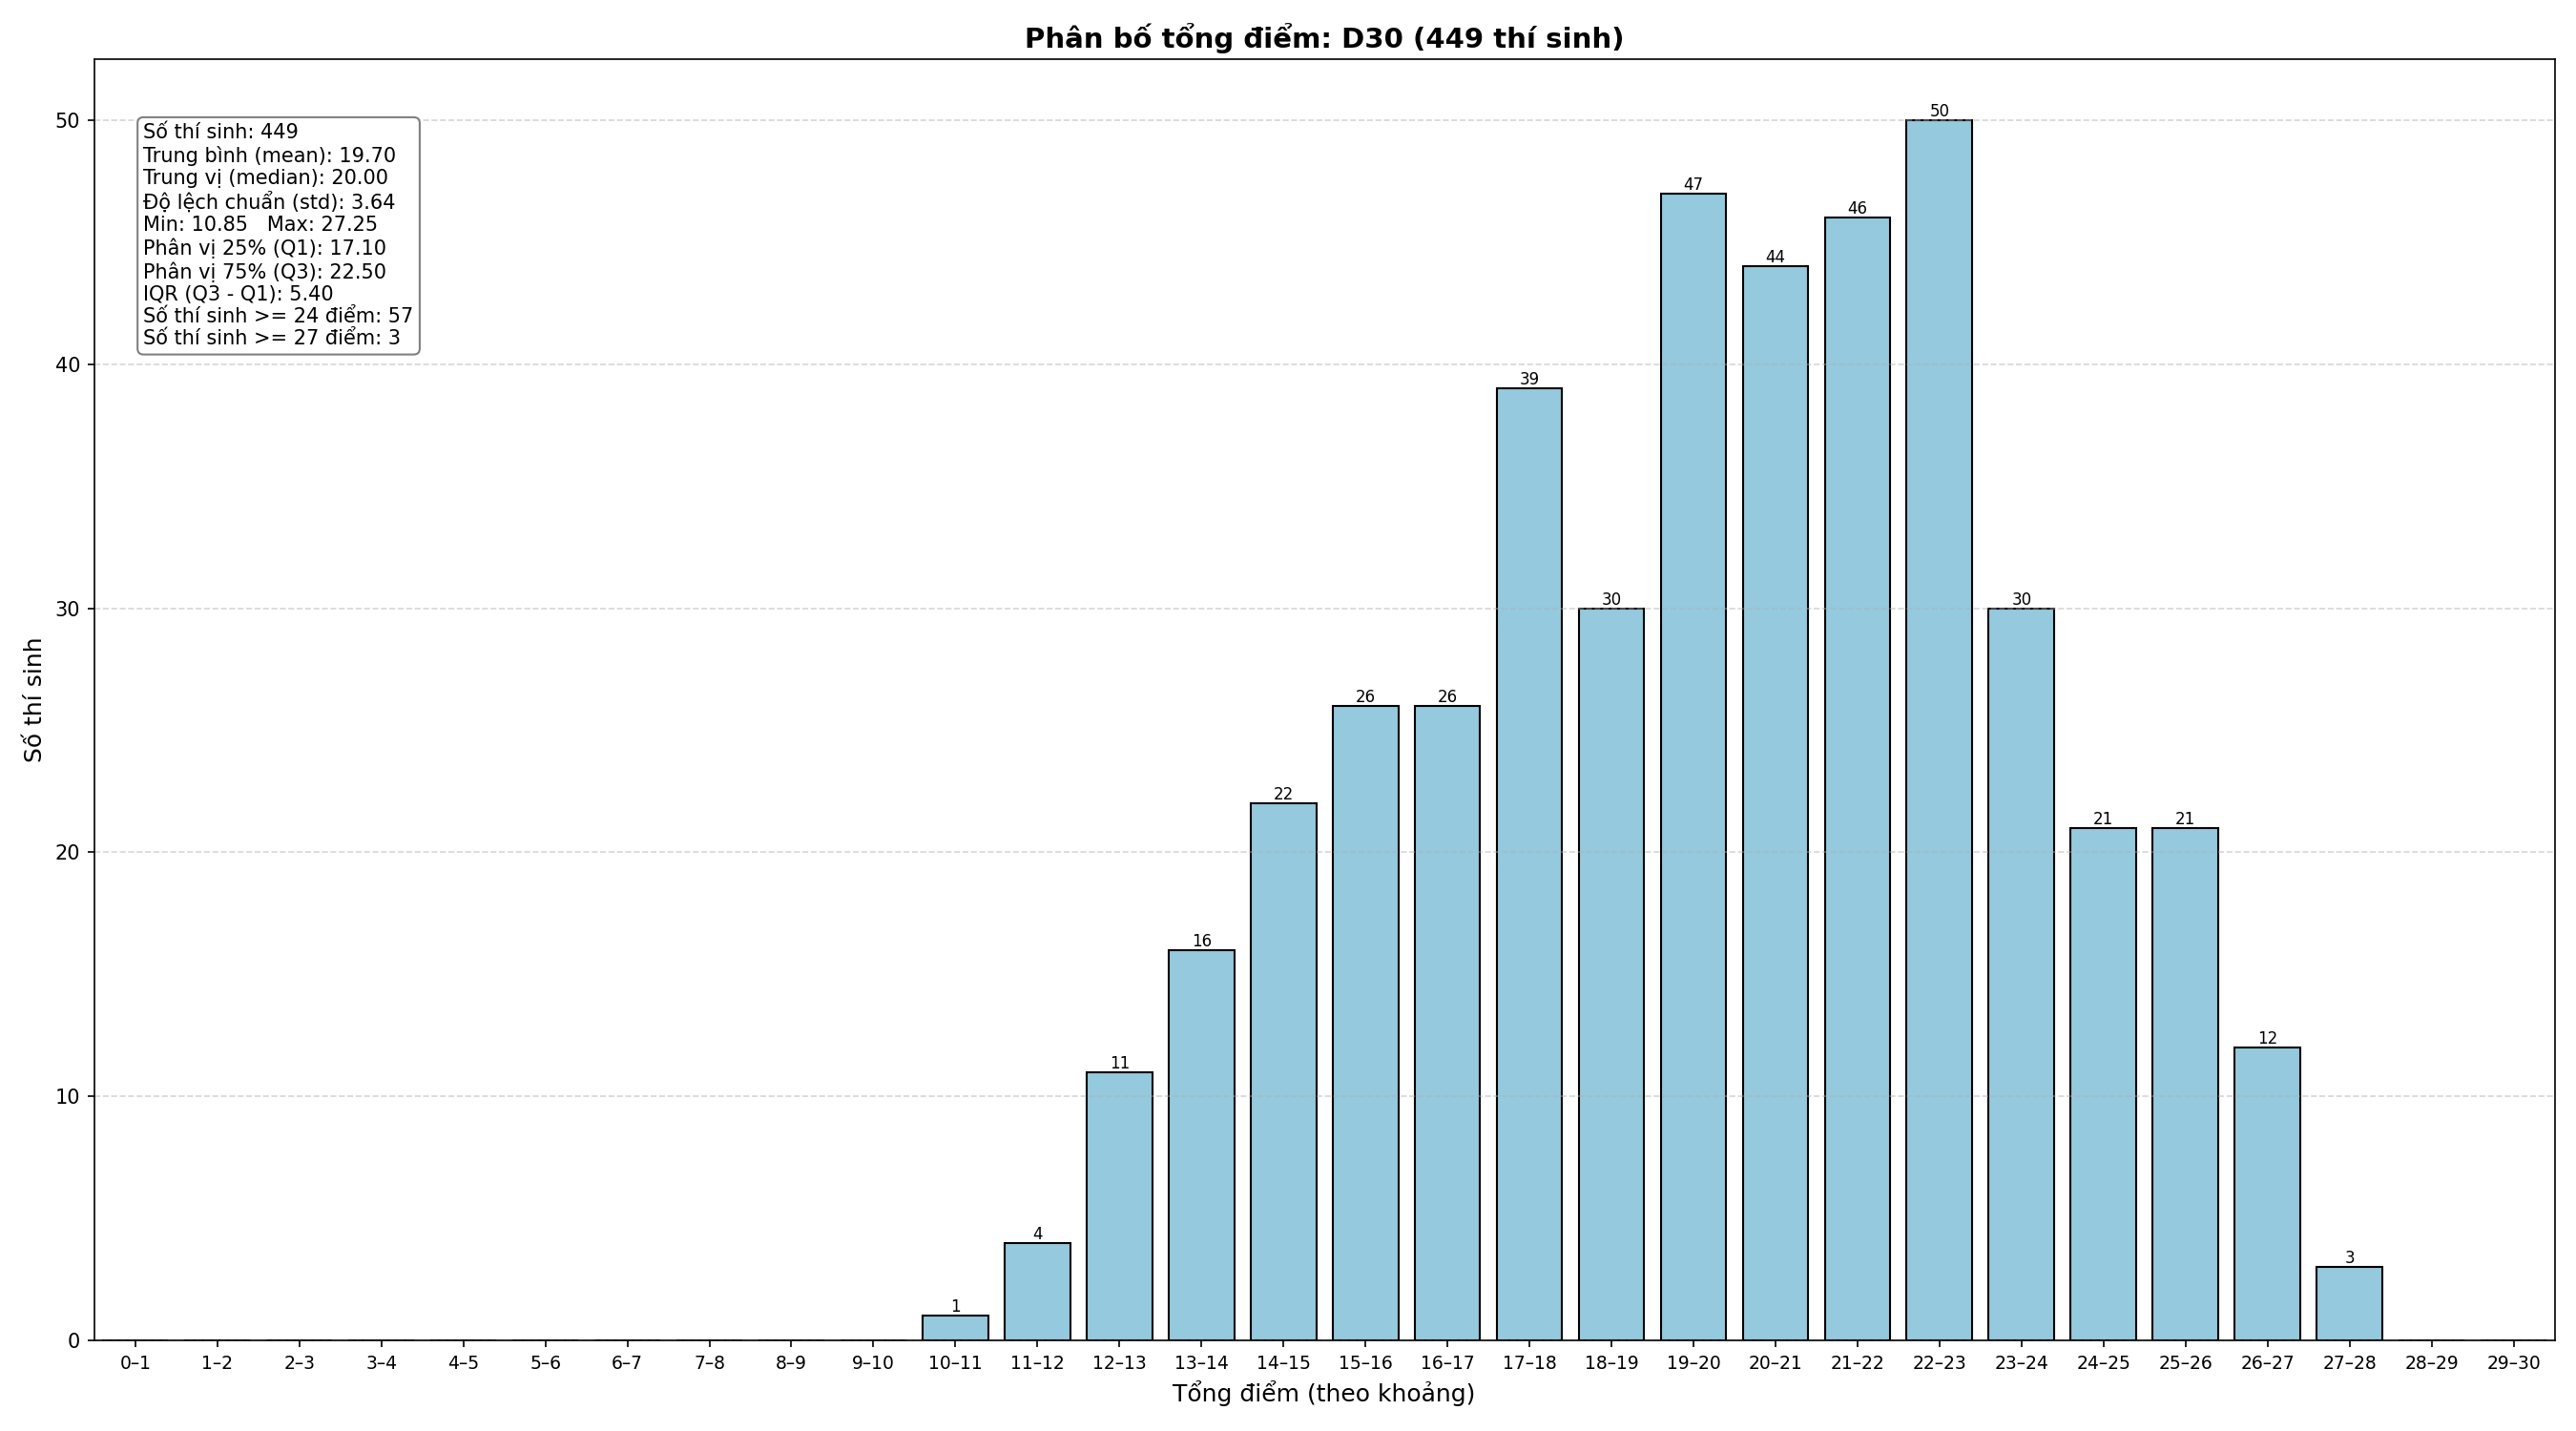 Phân bố tổng điểm: D30 (449 thí sinh)
Số thí sinh: 449
Trung bình (mean): 19.70
Trung vị (median): 20.00
Độ lệch chuẩn (std): 3.64
Min: 10.85   Max: 27.25
Phân vị 25% (Q1): 17.10
Phân vị 75% (Q3): 22.50
IQR (Q3 - Q1): 5.40
Số thí sinh >= 24 điểm: 57
Số thí sinh >= 27 điểm: 3
Số thí sinh
50
40
30
20
10
0
1
4
11
16
22
26
26
39
30
47
44
46
50
30
21
21
12
3
0–1 1–2 2–3 3–4 4–5 5–6 6–7 7–8 8–9 9–10 10–11 11–12 12–13 13–14 14–15 15–16 16–17 17–18 18–19 19–20 20–21 21–22 22–23 23–24 24–25 25–26 26–27 27–28 28–29 29–30
Tổng điểm (theo khoảng)